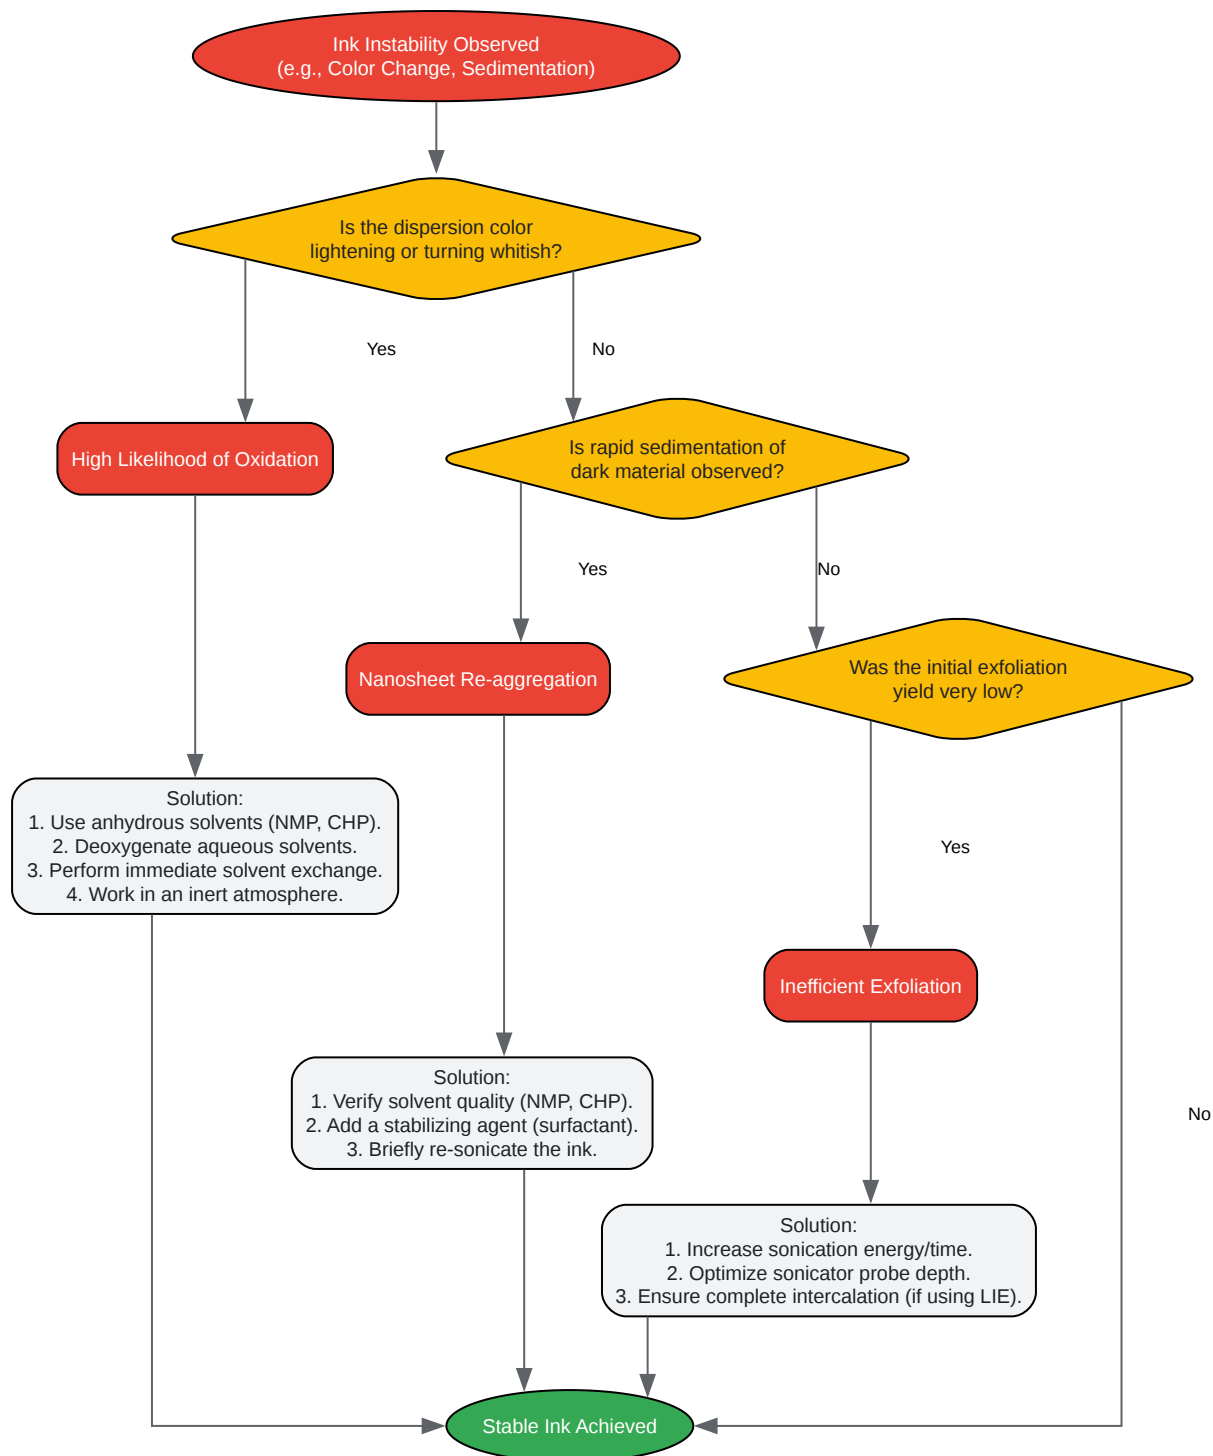 Ink Instability Observed
(e.g., Color Change, Sedimentation)
Is the dispersion color
lightening or turning whitish?
Yes
No
High Likelihood of Oxidation
Is rapid sedimentation of
dark material observed?
Yes
No
Nanosheet Re-aggregation
Was the initial exfoliation
yield very low?
Solution:
1. Use anhydrous solvents (NMP, CHP).
2. Deoxygenate aqueous solvents.
3. Perform immediate solvent exchange.
4. Work in an inert atmosphere.
Yes
Inefficient Exfoliation
Solution:
1. Verify solvent quality (NMP, CHP).
2. Add a stabilizing agent (surfactant).
3. Briefly re-sonicate the ink.
No
Solution:
1. Increase sonication energy/time.
2. Optimize sonicator probe depth.
3. Ensure complete intercalation (if using LIE).
Stable Ink Achieved